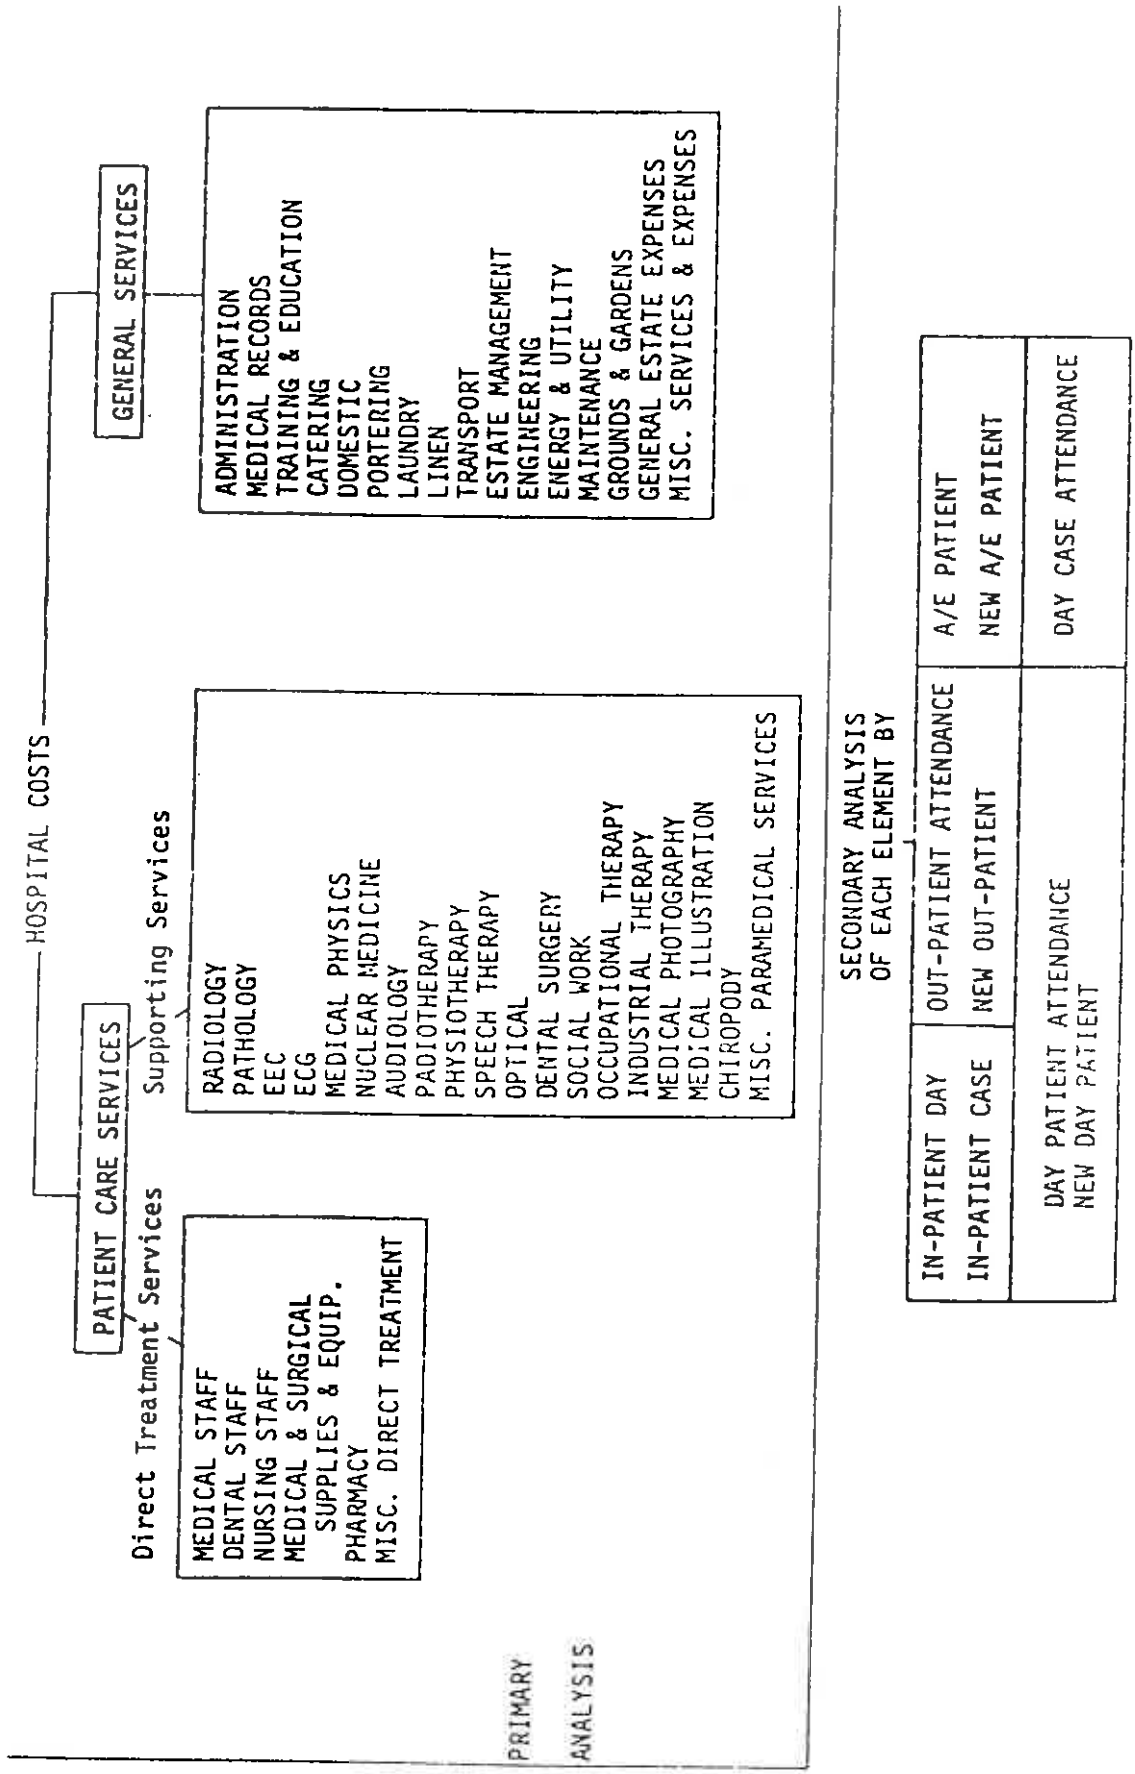 HOSPITAL COSTS
PATIENT CARE SERVICES
GENERAL SERVICES
Direct Treatment Services
Supporting Services
MEDICAL STAFF
DENTAL STAFF
NURSING STAFF
MEDICAL & SURGICAL
SUPPLIES & EQUIP.
PHARMACY
MISC. DIRECT TREATMENT
RADIOLOGY
PATHOLOGY
EEC
ECG
MEDICAL PHYSICS
NUCLEAR MEDICINE
AUDIOLOGY
PADIOTHERAPY
PHYSIOTHERAPY
SPEECH THERAPY
OPTICAL
DENTAL SURGERY
SOCIAL WORK
OCCUPATIONAL THERAPY
INDUSTRIAL THERAPY
MEDICAL PHOTOGRAPHY
MEDICAL ILLUSTRATION
CHIROPODY
MISC. PARAMEDICAL SERVICES
ADMINISTRATION
MEDICAL RECORDS
TRAINING & EDUCATION
CATERING
DOMESTIC
PORTERING
LAUNDRY
LINEN
TRANSPORT
ESTATE MANAGEMENT
ENGINEERING
ENERGY & UTILITY
MAINTENANCE
GROUNDS & GARDENS
GENERAL ESTATE EXPENSES
MISC. SERVICES & EXPENSES
PRIMARY
ANALYSIS
SECONDARY ANALYSIS
OF EACH ELEMENT BY
IN-PATIENT DAY
IN-PATIENT CASE
OUT-PATIENT ATTENDANCE
NEW OUT-PATIENT
A/E PATIENT
NEW A/E PATIENT
DAY PATIENT ATTENDANCE
NEW DAY PATIENT
DAY CASE ATTENDANCE